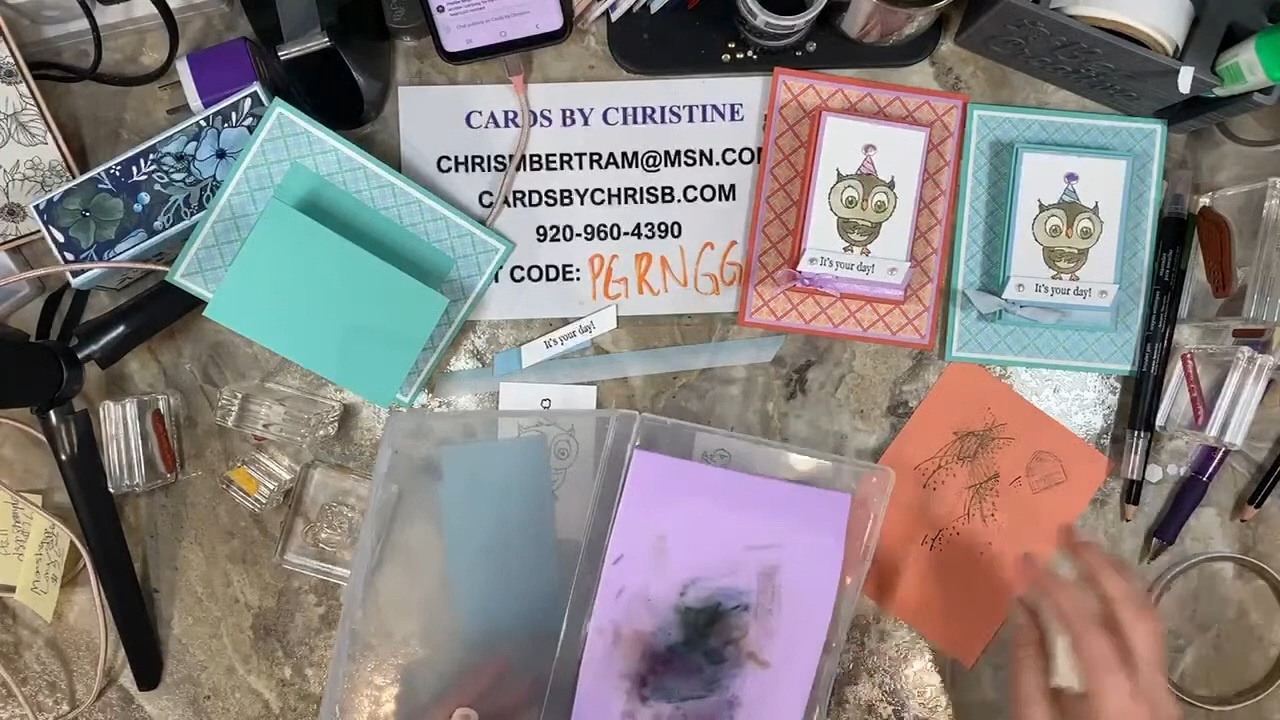 CARDS BY CHRISTINE
CHRISMBERTRAM@MSN.CO
CARDSBYCHRISB.COM
920-960-4390
T CODE: PGRNGG
It's your day!
It's your day!
It's your day!